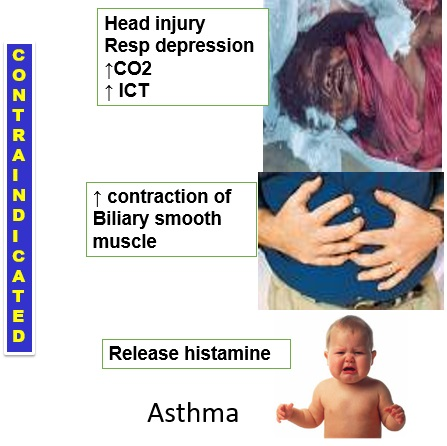 CONTRAINDICATED
Head injury
Resp depression
↑CO2
↑ ICT
↑ contraction of
Biliary smooth
muscle
Release histamine
Asthma